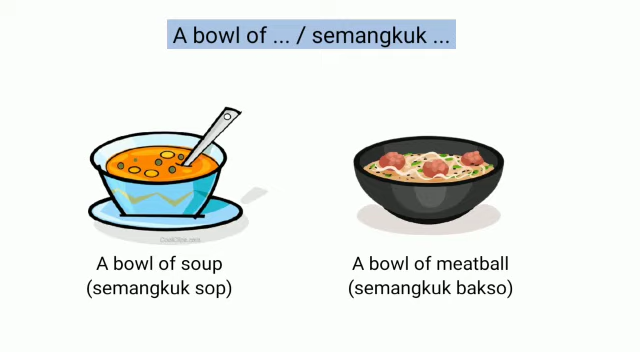 A bowl of ... / semangkuk ...
A bowl of soup
(semangkuk sop)
A bowl of meatball
(semangkuk bakso)